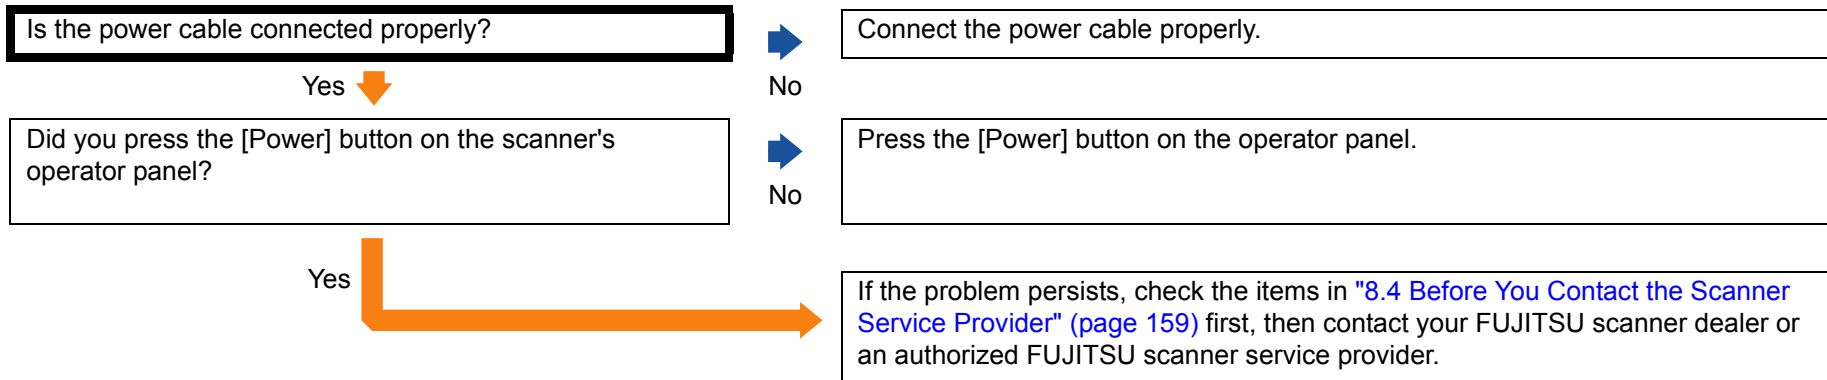 Is the power cable connected properly?
Connect the power cable properly.
Yes
No
Did you press the [Power] button on the scanner's
operator panel?
Press the [Power] button on the operator panel.
No
Yes
If the problem persists, check the items in "8.4 Before You Contact the Scanner
Service Provider" (page 159) first, then contact your FUJITSU scanner dealer or
an authorized FUJITSU scanner service provider.